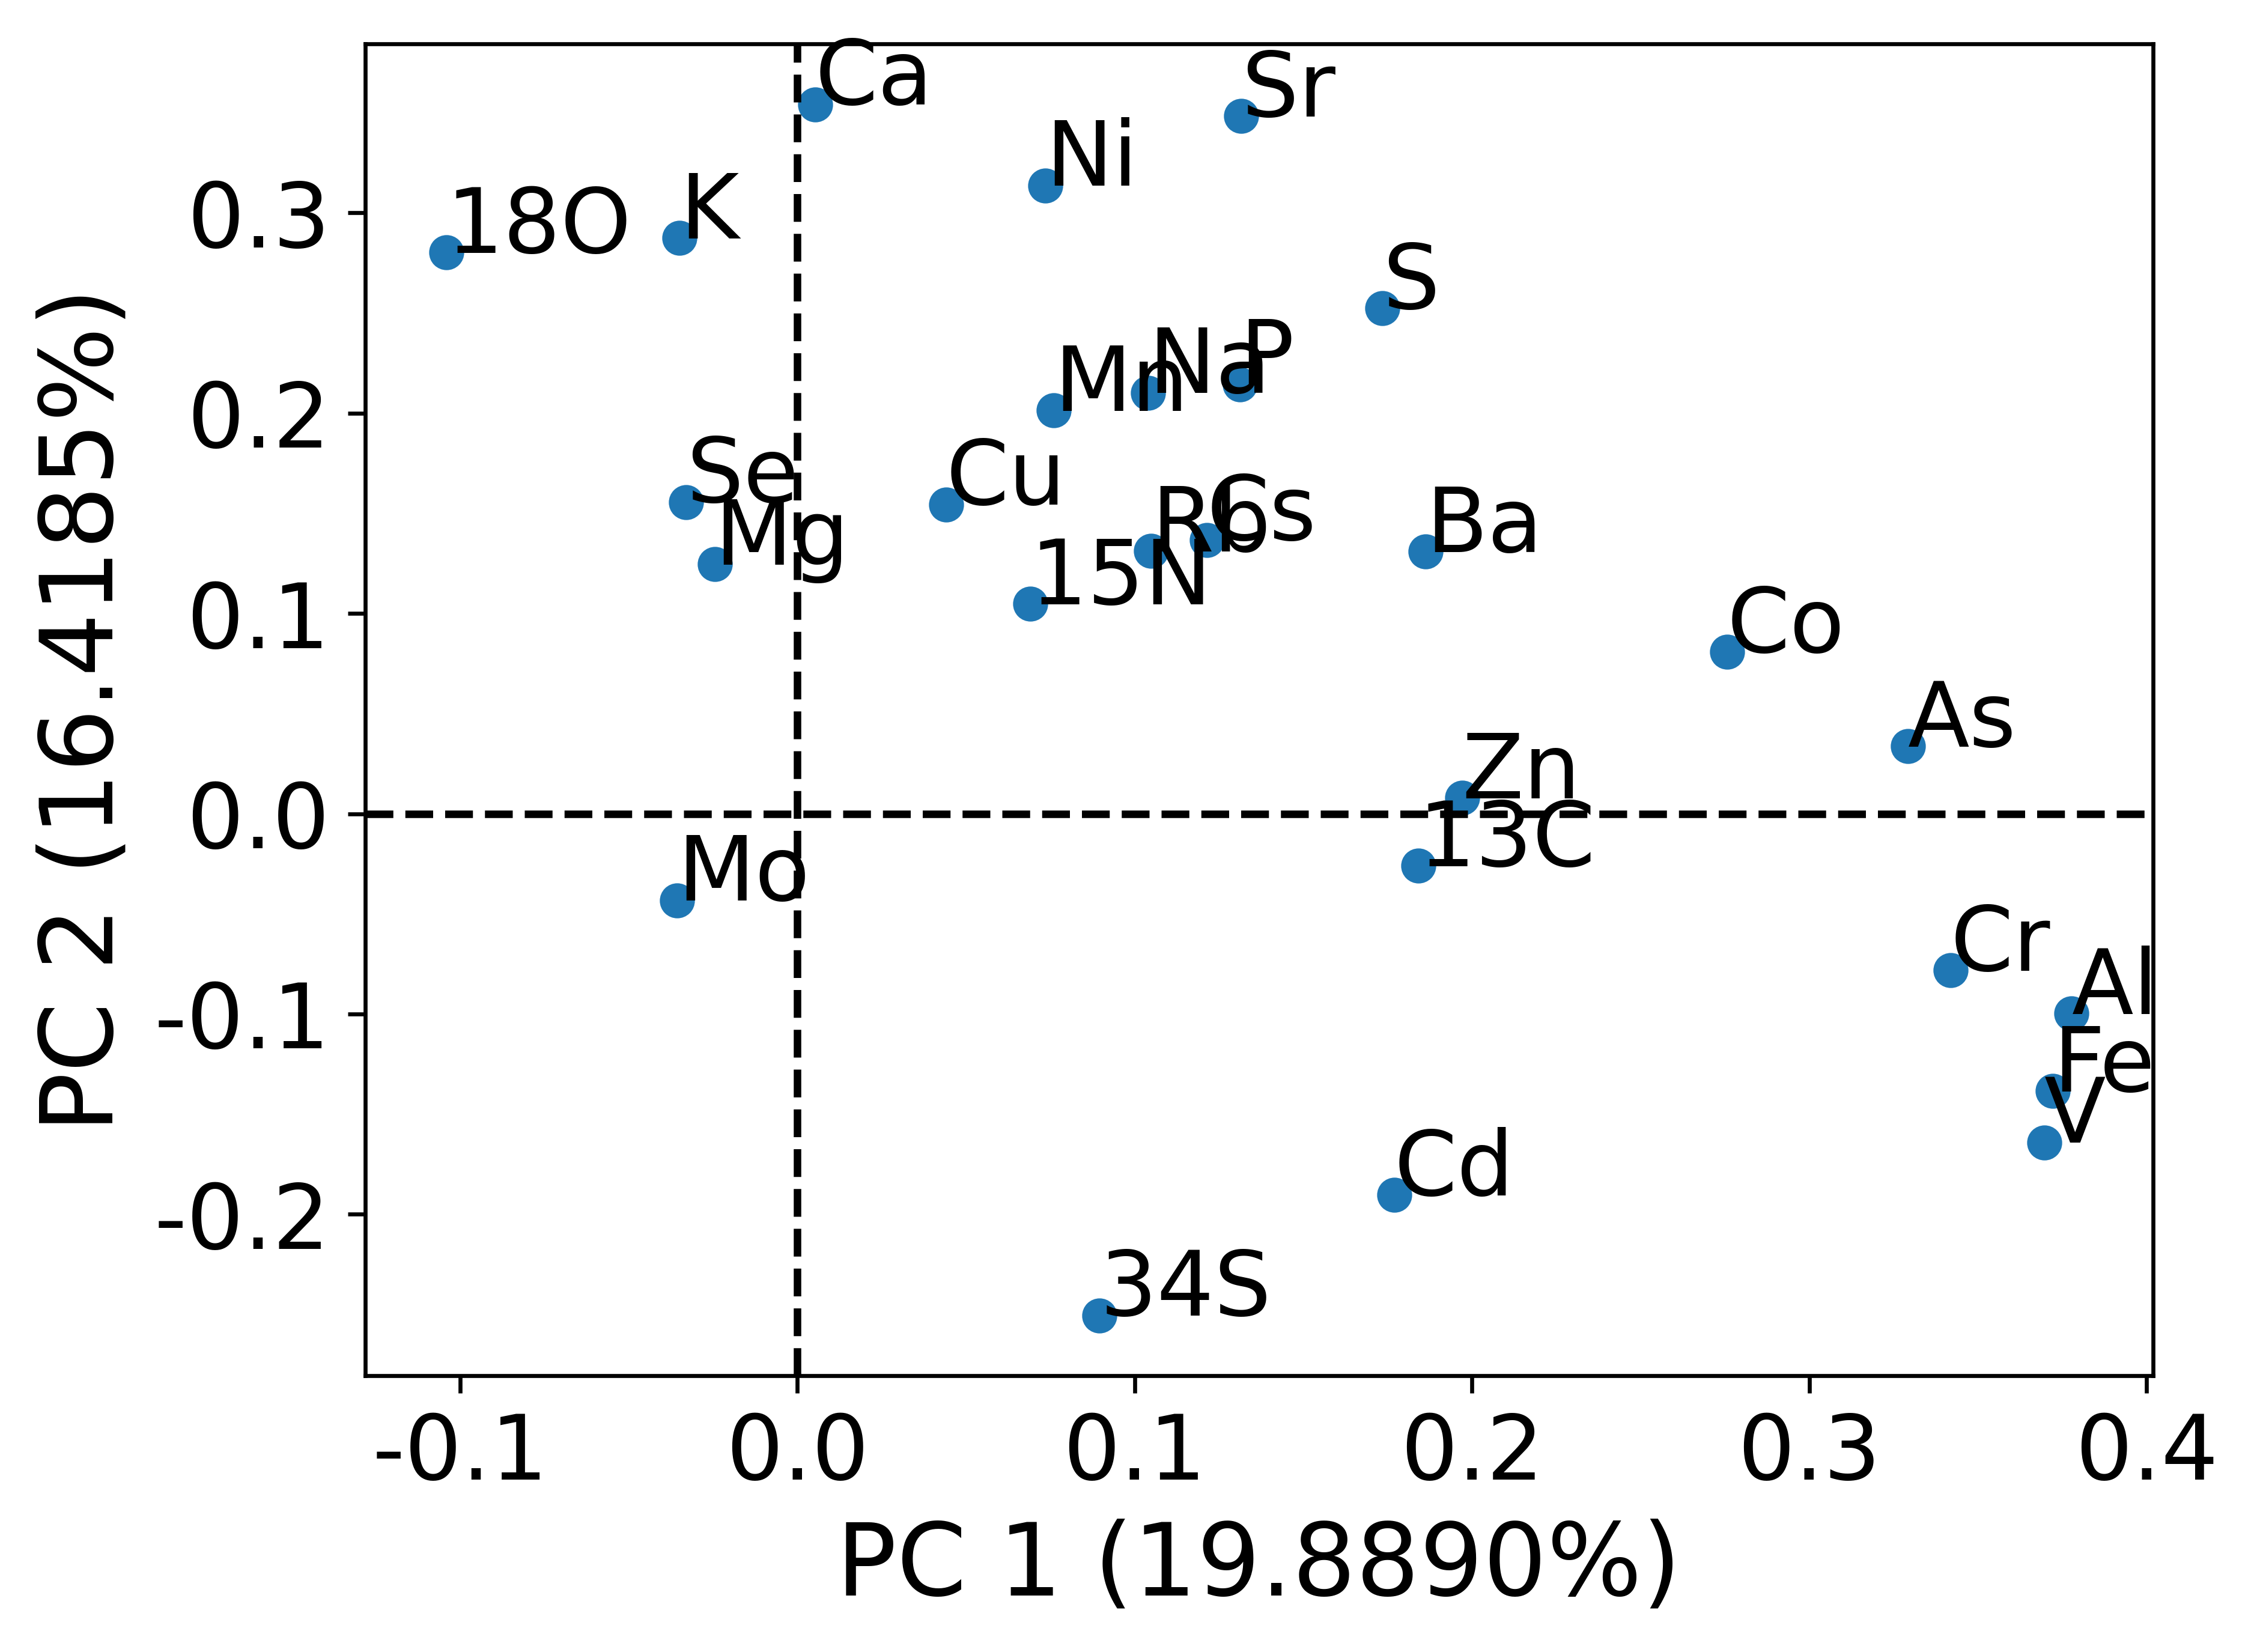 Ca
Sr
Ni
K
18O
S
P
Na
Mn
Se
Cu
Cs
Rb
Ba
Mg
15N
Co
As
Zn
13C
Mo
Cr
Al
Fe
V
Cd
34S
0.3
0.2
0.1
0.0
-0.1
-0.2
PC 2 (16.4185%)
-0.1 0.0 0.1 0.2 0.3 0.4
PC 1 (19.8890%)